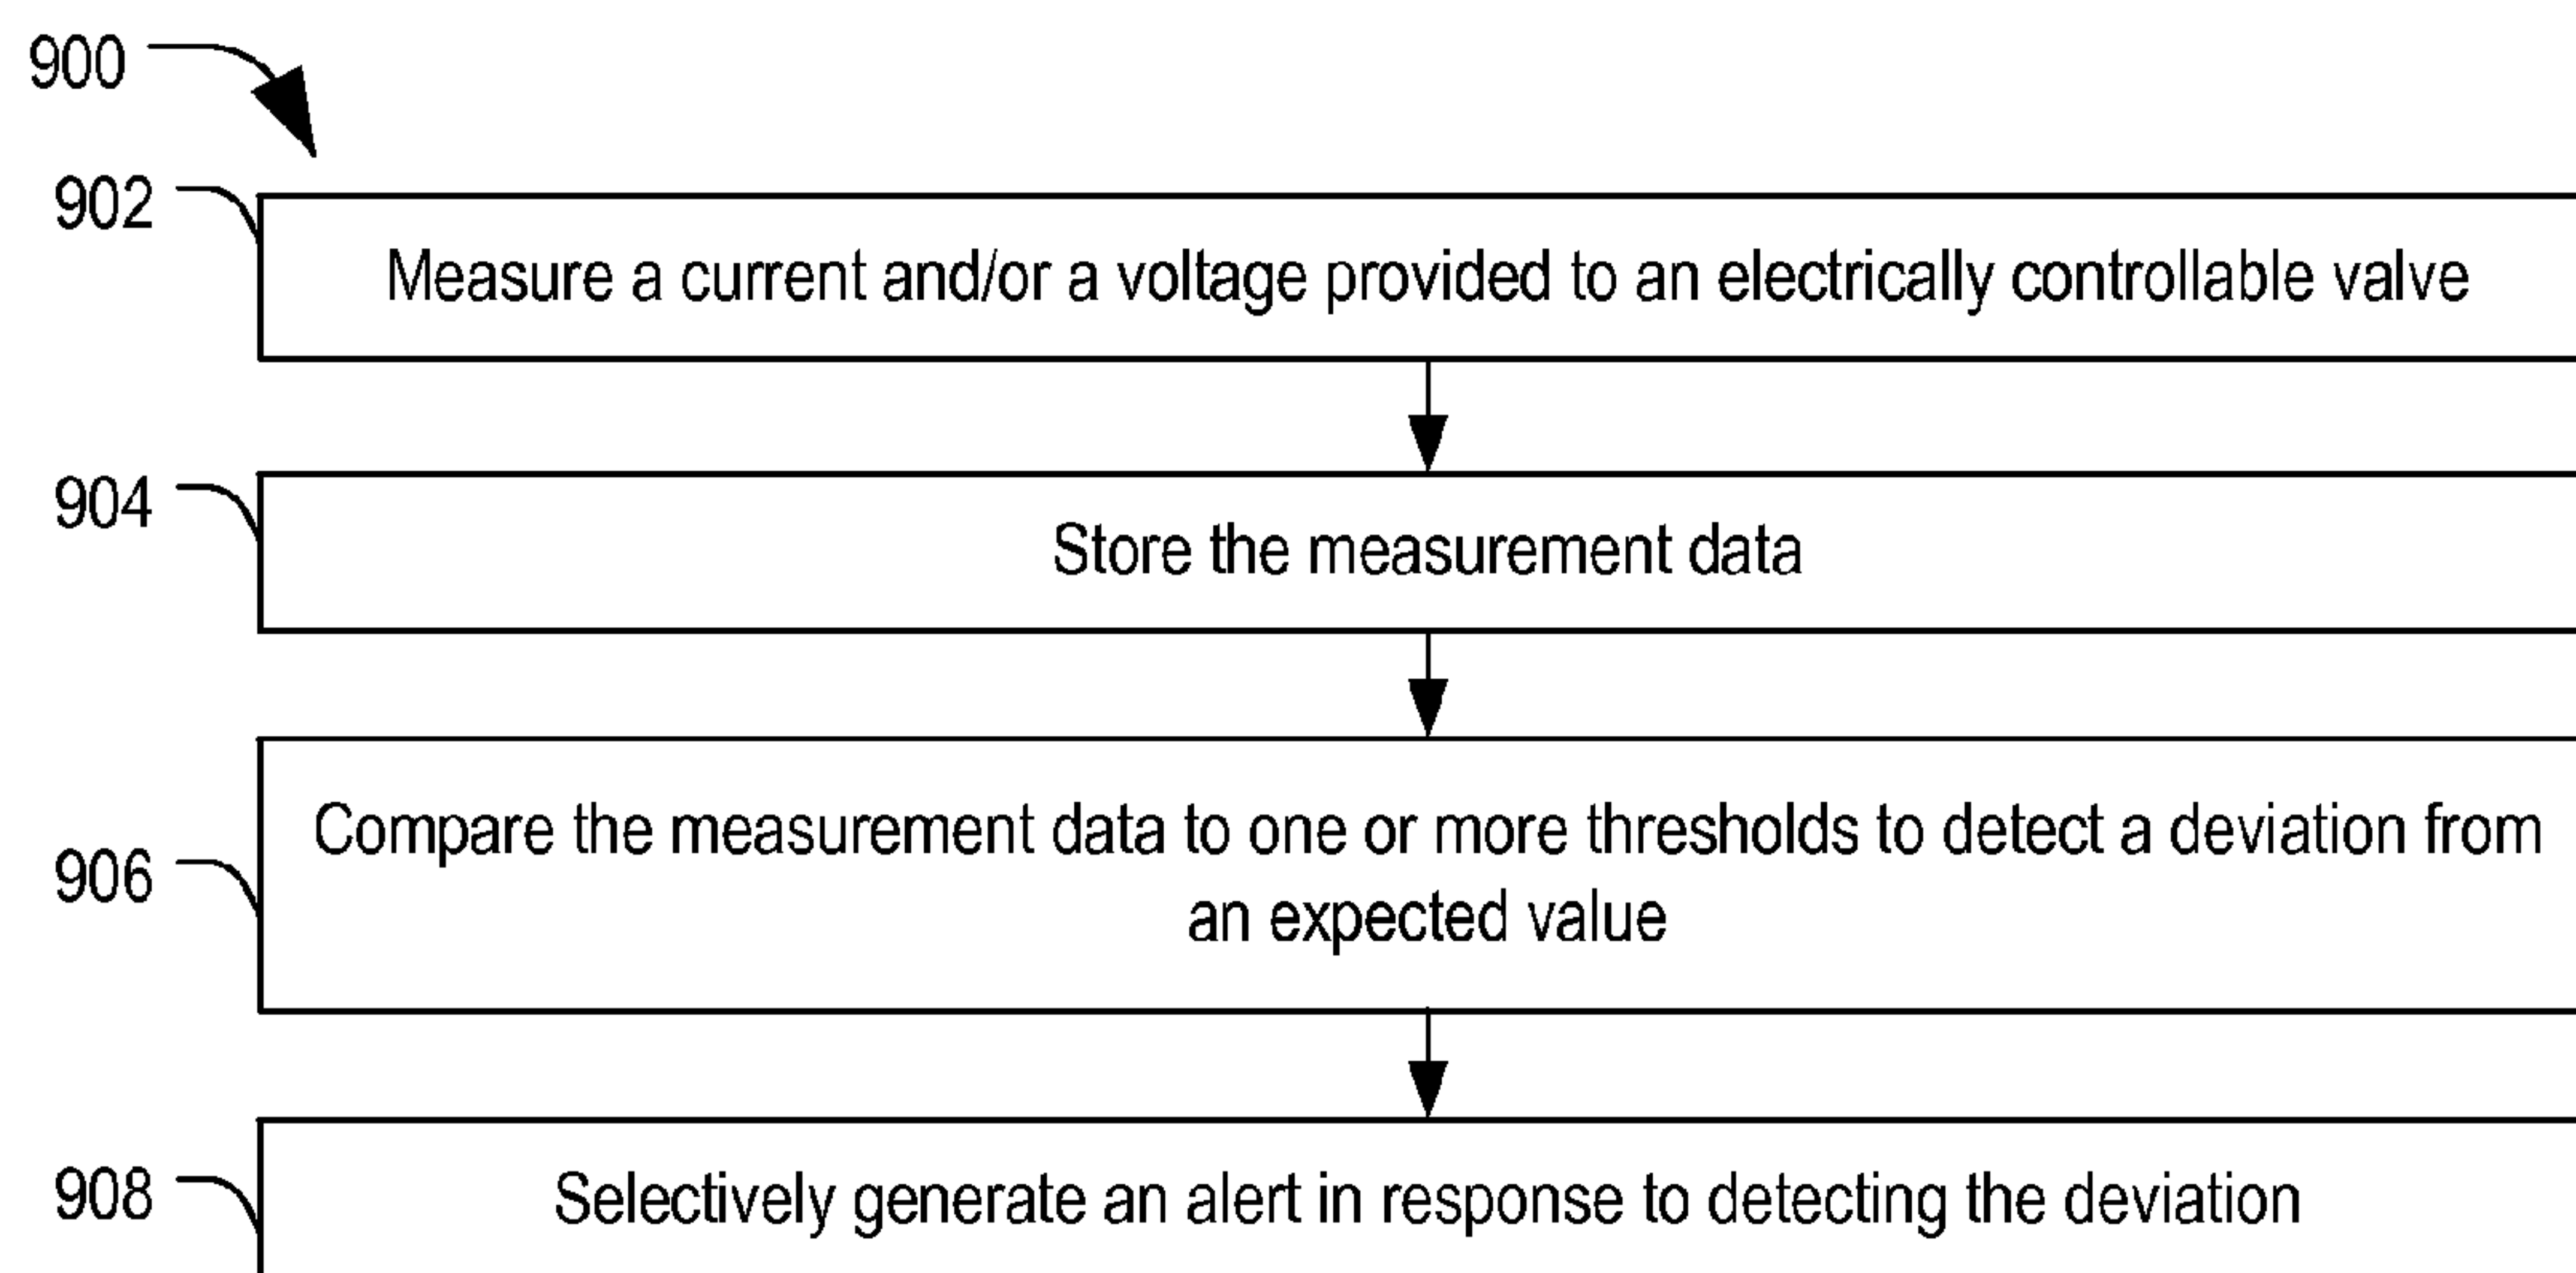 900
902
Measure a current and/or a voltage provided to an electrically controllable valve
904
Store the measurement data
Compare the measurement data to one or more thresholds to detect a deviation from
906
an expected value
908
Selectively generate an alert in response to detecting the deviation